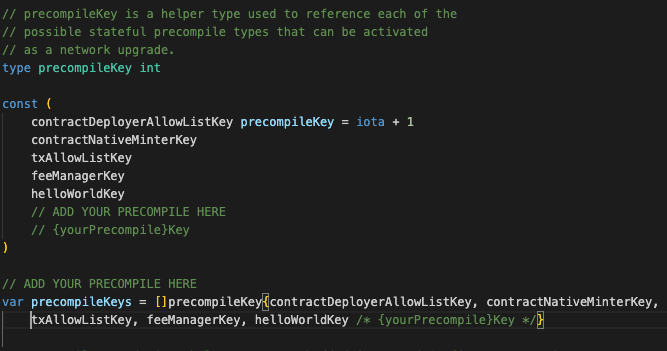 // precompileKey is a helper type used to reference each of the
// possible stateful precompile types that can be activated
// as a network upgrade.
type precompileKey int
const (
contractDeployerAllowListKey precompileKey = iota + 1
contractNativeMinterKey
txAllowListKey
feeManagerKey
helloWorldKey
// ADD YOUR PRECOMPILE HERE
// {yourPrecompile}Key
)
// ADD YOUR PRECOMPILE HERE
var precompileKeys = []precompileKey{contractDeployerAllowListKey, contractNativeMinterKey,
txAllowListKey, feeManagerKey, helloWorldKey /* {yourPrecompile}Key */}